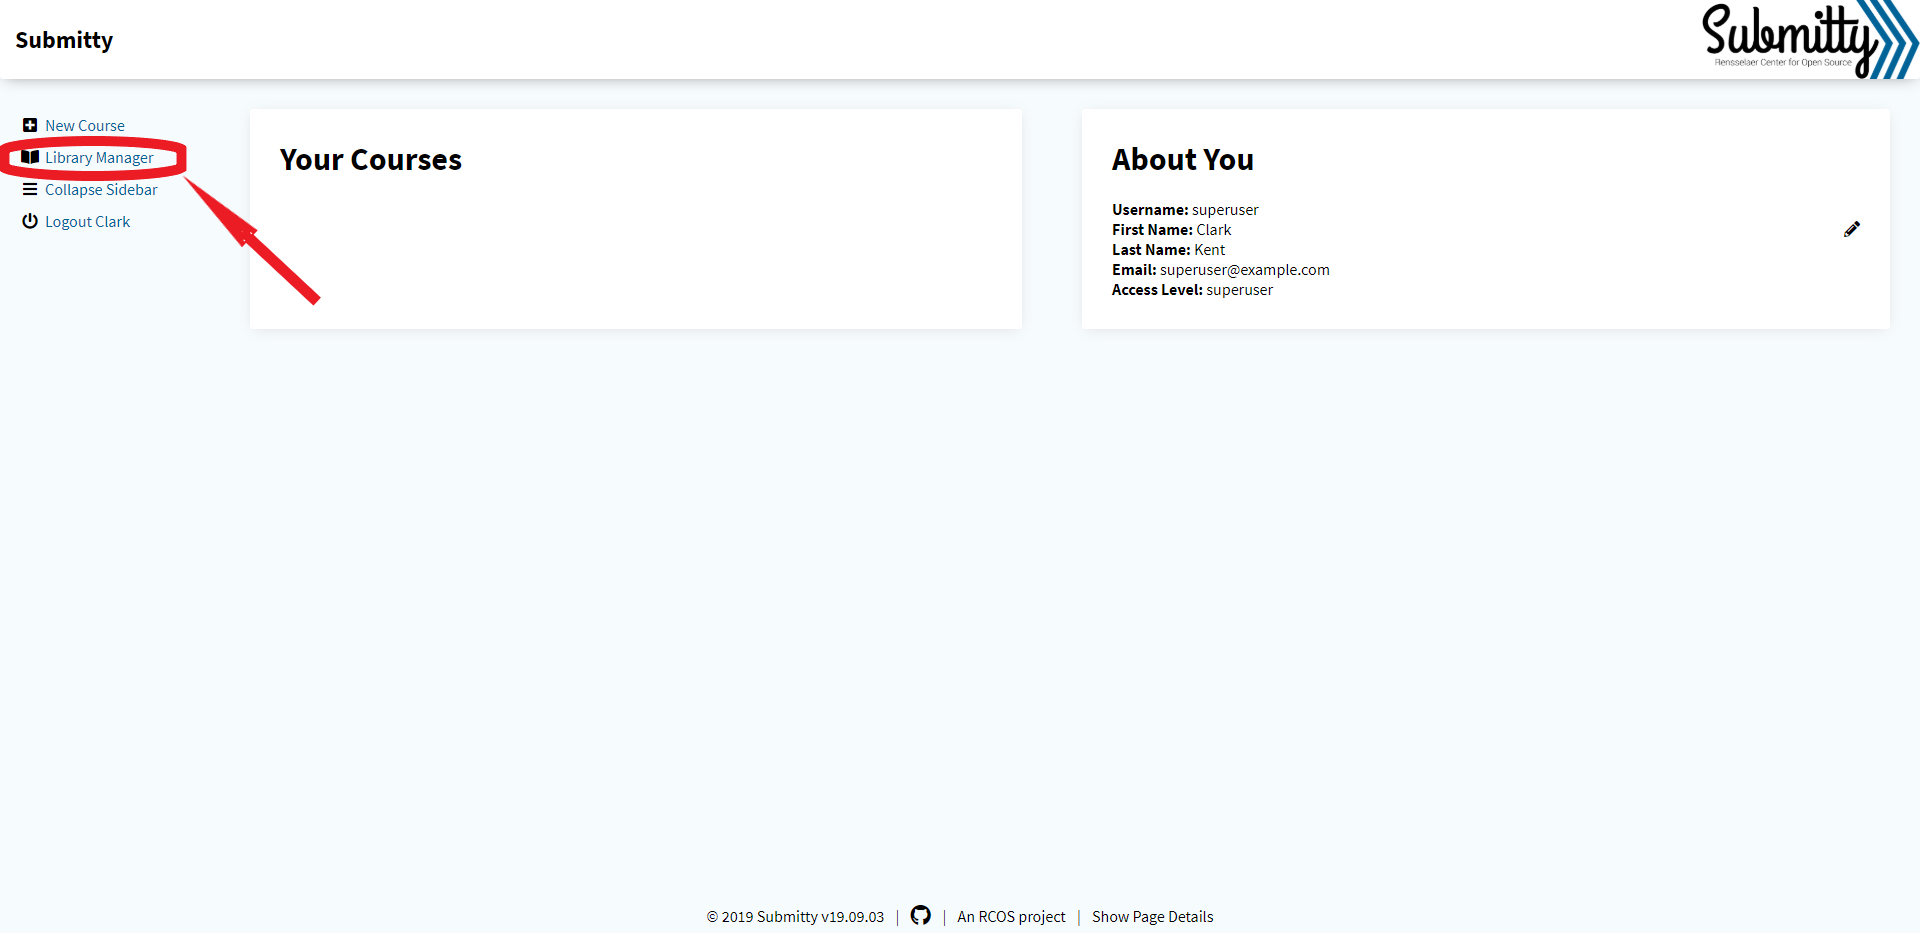 Submitty
Submitty
Rensselaer Center for Open Source
New Course
Library Manager
Collapse Sidebar
Logout Clark
Your Courses
About You
Username: superuser
First Name: Clark
Last Name: Kent
Email: superuser@example.com
Access Level: superuser
© 2019 Submitty v19.09.03 | | An RCOS project | Show Page Details